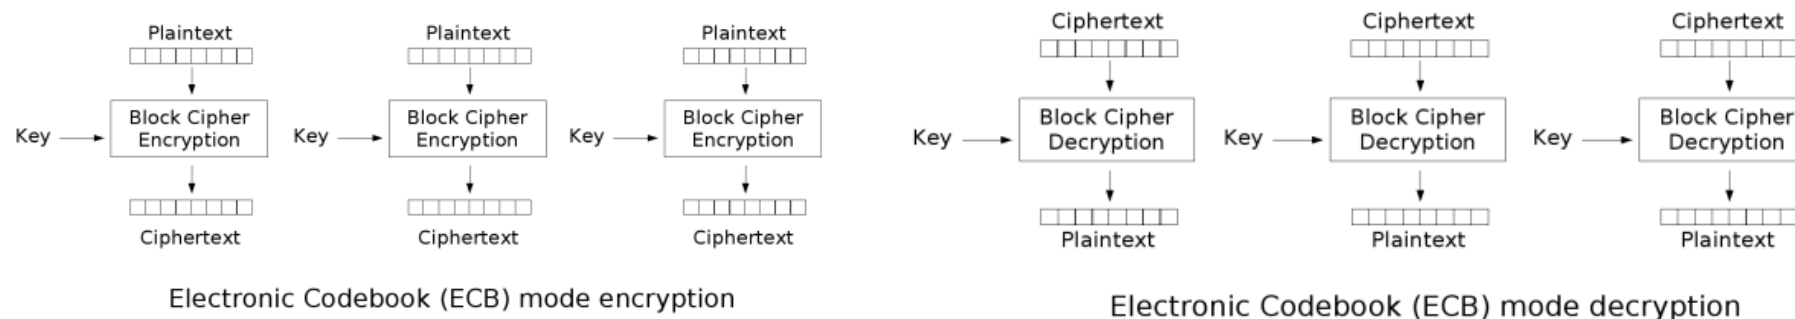 Plaintext
Plaintext
Plaintext
Key
Block Cipher
Encryption
Key
Block Cipher
Encryption
Key
Block Cipher
Encryption
Ciphertext
Ciphertext
Ciphertext
Electronic Codebook (ECB) mode encryption
Ciphertext
Ciphertext
Ciphertext
Key
Block Cipher
Decryption
Key
Block Cipher
Decryption
Key
Block Cipher
Decryption
Plaintext
Plaintext
Plaintext
Electronic Codebook (ECB) mode decryption